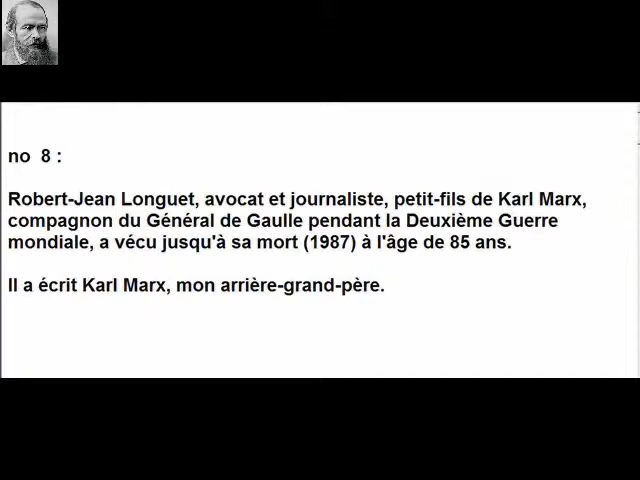 no  8 :
Robert-Jean Longuet, avocat et journaliste, petit-fils de Karl Marx,
compagnon du Général de Gaulle pendant la Deuxième Guerre
mondiale, a vécu jusqu'à sa mort (1987) à l'âge de 85 ans.
Il a écrit Karl Marx, mon arrière-grand-père.